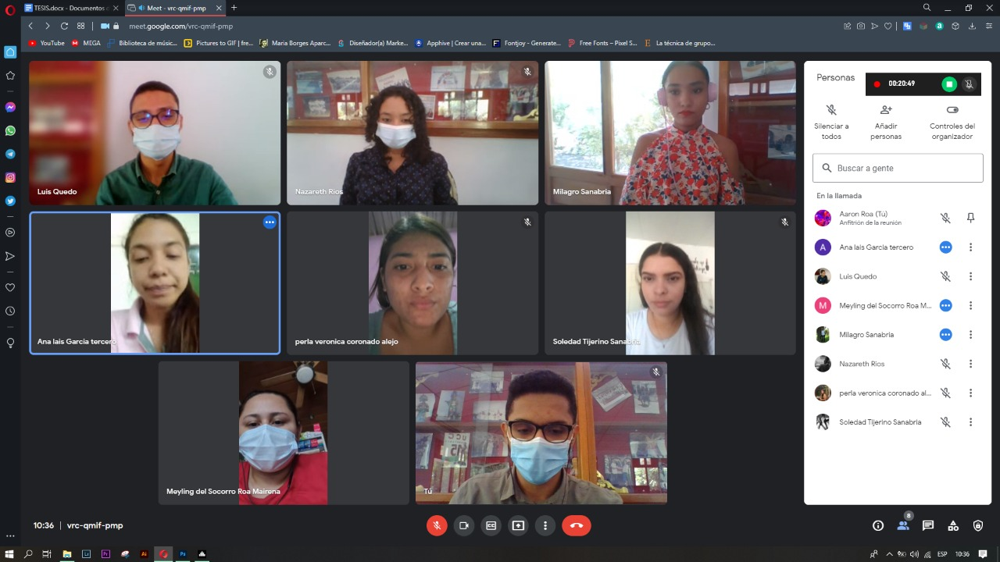 TESIS.docx - Documentos d
Meet - vrc-qmif-pmp
meet.google.com/vrc-qmif-pmp
YouTube
MEGA
Biblioteca de músic...
Pictures to GIF | fre...
Maria Borges Aparc...
Diseñador(a) Marke...
Apphive | Crear una...
Fontjoy - Generate...
Free Fonts – Pixel S...
La técnica de grupo...
Luis Quedo
Nazareth Ríos
Milagro Sanabria
Ana lais García tercero
perla veronica coronado alejo
Soledad Tijerino Sanabria
Meyling del Socorro Roa Mairena
Tú
Personas
00:20:49
Silenciar a todos
Añadir personas
Controles del organizador
Buscar a gente
En la llamada
Aaron Roa (Tú)
Anfitrión de la reunión
A
Ana lais García tercero
Luis Quedo
M
Meyling del Socorro Roa M...
Milagro Sanabria
Nazareth Ríos
perla veronica coronado al...
Soledad Tijerino Sanabria
10:36 | vrc-qmif-pmp
8
ESP
10:36